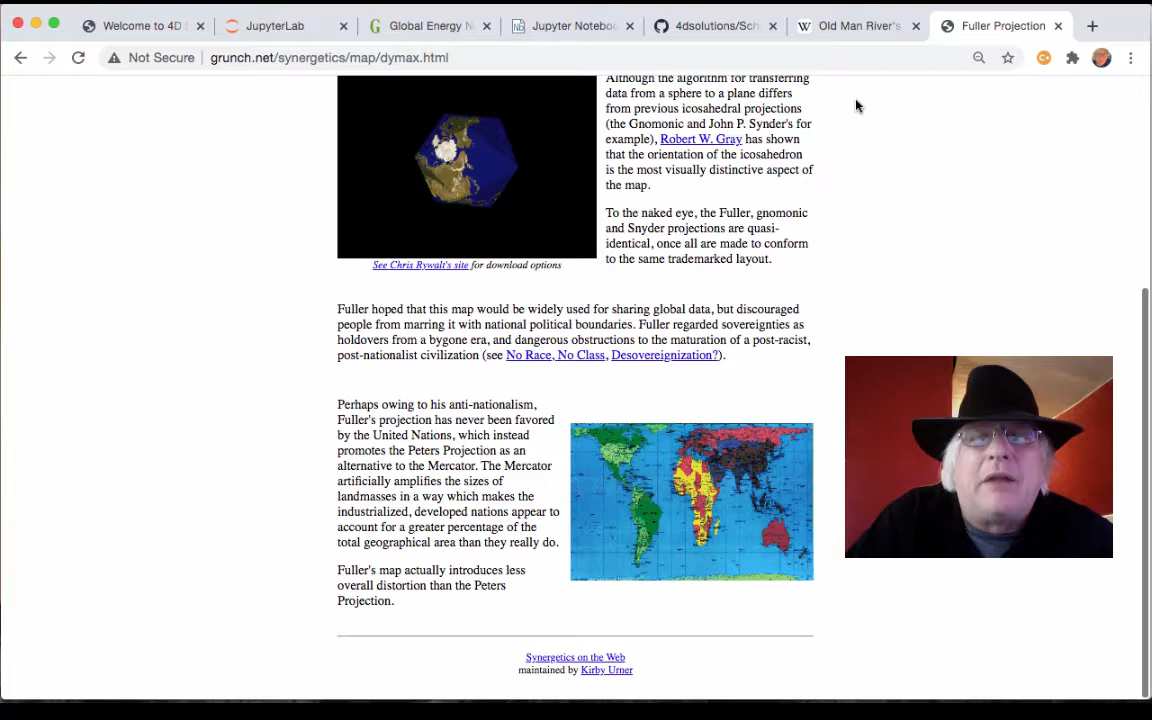 Welcome to 4D S
JupyterLab
Global Energy N
Jupyter Notebo
4dsolutions/Sch
Old Man River's
Fuller Projection
Not Secure
grunch.net/synergetics/map/dymax.html
Although the algorithm for transferring
data from a sphere to a plane differs
from previous icosahedral projections
(the Gnomonic and John P. Synder's for
example), Robert W. Gray has shown
that the orientation of the icosahedron
is the most visually distinctive aspect of
the map.
To the naked eye, the Fuller, gnomonic
and Snyder projections are quasi-
identical, once all are made to conform
to the same trademarked layout.
See Chris Rywalt's site for download options
Fuller hoped that this map would be widely used for sharing global data, but discouraged
people from marring it with national political boundaries. Fuller regarded sovereignties as
holdovers from a bygone era, and dangerous obstructions to the maturation of a post-racist,
post-nationalist civilization (see No Race, No Class, Desovereignization?).
Perhaps owing to his anti-nationalism,
Fuller's projection has never been favored
by the United Nations, which instead
promotes the Peters Projection as an
alternative to the Mercator. The Mercator
artificially amplifies the sizes of
landmasses in a way which makes the
industrialized, developed nations appear to
account for a greater percentage of the
total geographical area than they really do.
Fuller's map actually introduces less
overall distortion than the Peters
Projection.
Synergetics on the Web
maintained by Kirby Urner